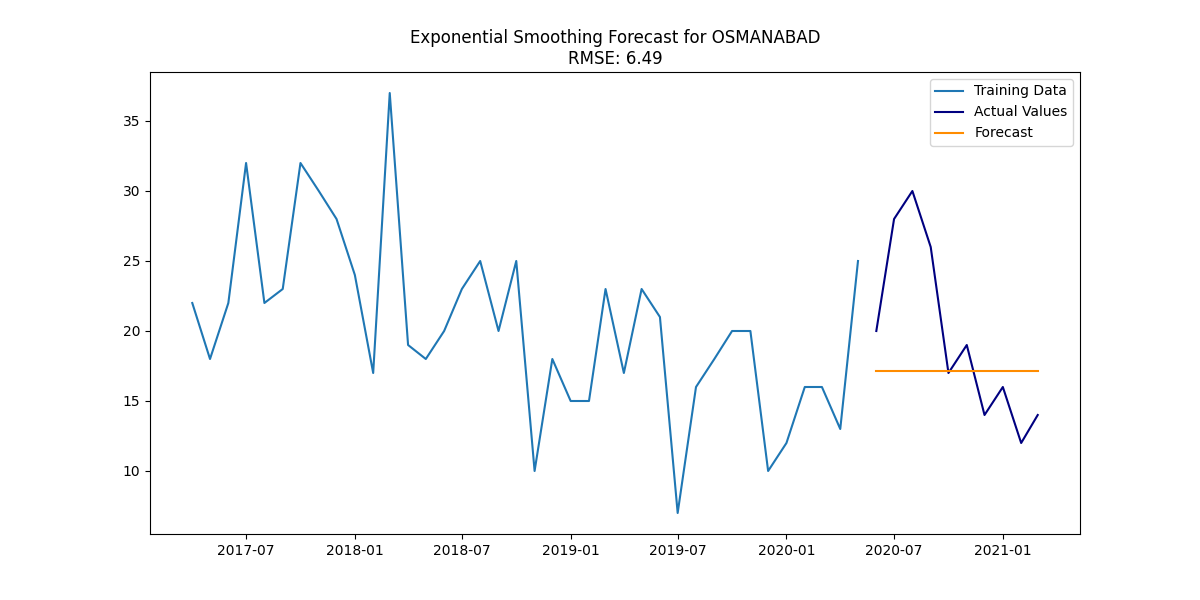 Exponential Smoothing Forecast for OSMANABAD
RMSE: 6.49
Training Data
Actual Values
Forecast
35
30
25
20
15
10
2017-07 2018-01 2018-07 2019-01 2019-07 2020-01 2020-07 2021-01